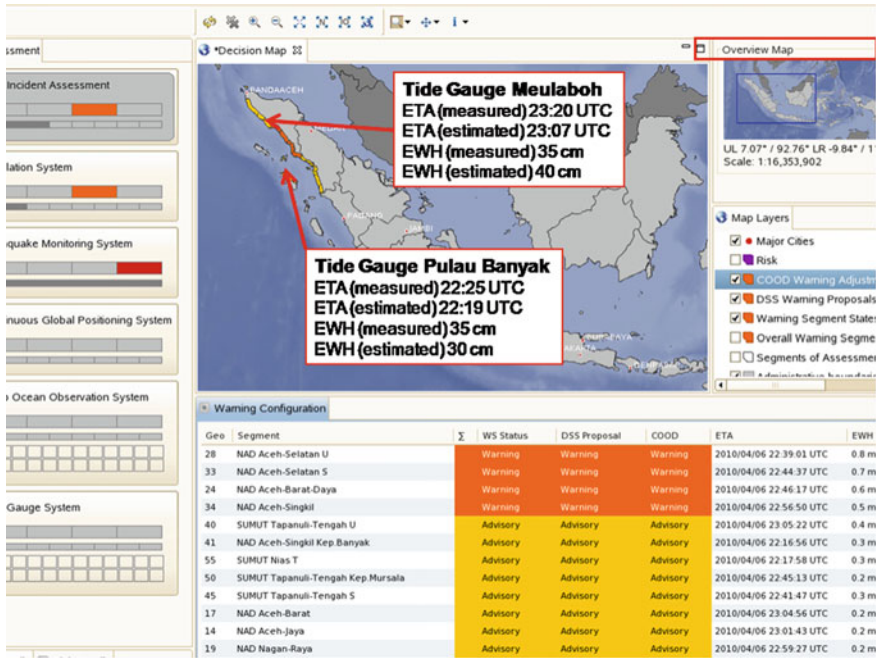 *Decision Map
Overview Map
Incident Assessment
BANDAACEH
MEDAN
Tide Gauge Meulaboh
ETA (measured) 23:20 UTC
ETA (estimated) 23:07 UTC
EWH (measured) 35 cm
EWH (estimated) 40 cm
UL 7.07° / 92.76° LR -9.84° /
Scale: 1:16,353,902
System
Map Layers
PADANG
JAMBI
Monitoring System
Major Cities
Risk
COOD Warning
DSS Warning Proposals
Warning Segment States
Overall Warning
Segments of
Tide Gauge Pulau Banyak
ETA (measured) 22:25 UTC
ETA (estimated) 22:19 UTC
EWH (measured) 35 cm
EWH (estimated) 30 cm
Global Positioning System
Ocean Observation System
Gauge System
Warning Configuration
Geo Segment Σ WS Status DSS Proposal COOD ETA EWH
28 NAD Aceh-Selatan U Warning Warning Warning 2010/04/06 22:39:01 UTC 0.8 m
33 NAD Aceh-Selatan S Warning Warning Warning 2010/04/06 22:44:37 UTC 0.7 m
24 NAD Aceh-Barat-Daya Warning Warning Warning 2010/04/06 22:46:17 UTC 0.6 m
34 NAD Aceh-Singkil Warning Warning Warning 2010/04/06 22:56:50 UTC 0.5 m
40 SUMUT Tapanuli-Tengah U Advisory Advisory Advisory 2010/04/06 23:05:22 UTC 0.4 m
41 NAD Aceh-Singkil Kep.Banyak Advisory Advisory Advisory 2010/04/06 22:16:56 UTC 0.3 m
55 SUMUT Nias T Advisory Advisory Advisory 2010/04/06 22:17:58 UTC 0.3 m
50 SUMUT Tapanuli-Tengah Kep.Mursala Advisory Advisory Advisory 2010/04/06 22:45:13 UTC 0.2 m
45 SUMUT Tapanuli-Tengah S Advisory Advisory Advisory 2010/04/06 22:41:47 UTC 0.3 m
17 NAD Aceh-Barat Advisory Advisory Advisory 2010/04/06 23:04:56 UTC 0.2 m
14 NAD Aceh-Jaya Advisory Advisory Advisory 2010/04/06 23:01:43 UTC 0.2 m
19 NAD Nagan-Raya Advisory Advisory Advisory 2010/04/06 22:59:27 UTC 0.2 m